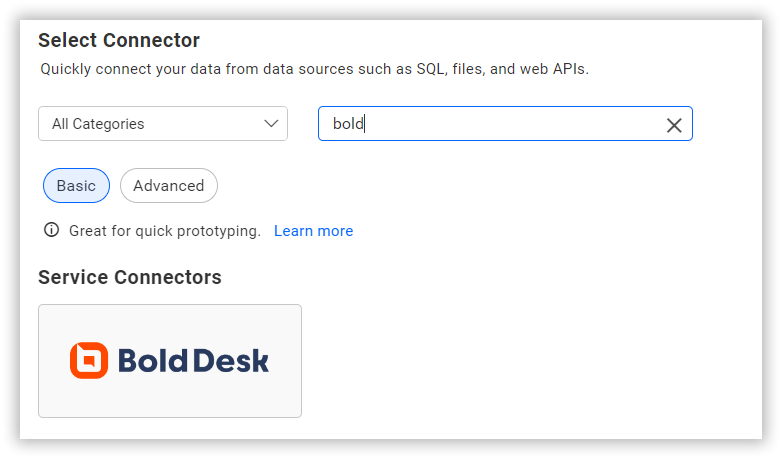 Select Connector
Quickly connect your data from data sources such as SQL, files, and web APIs.
All Categories
bold
Basic
Advanced
Great for quick prototyping. Learn more
Service Connectors
BoldDesk